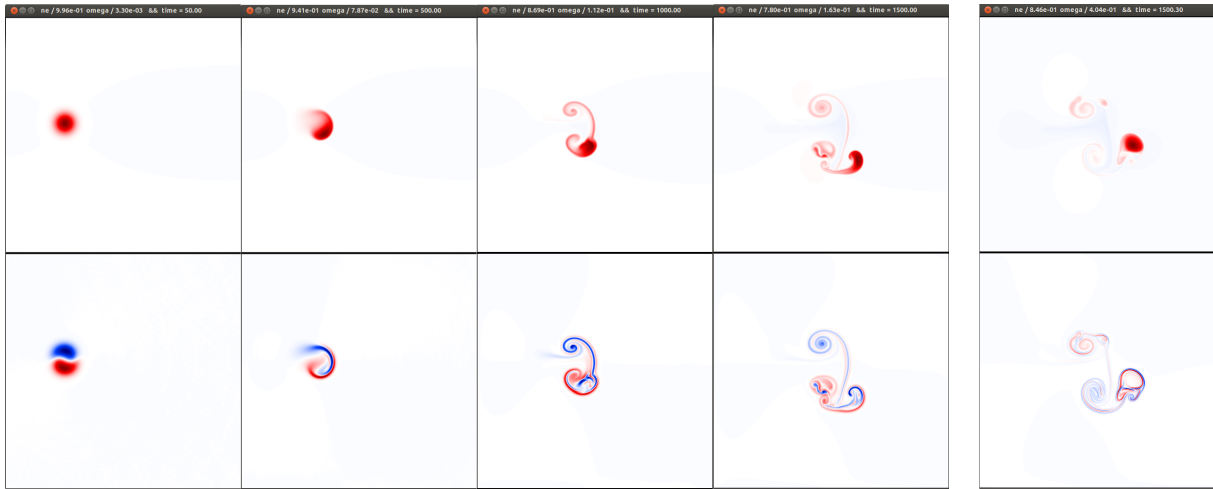 ne / 9.96e-01 omega / 3.30e-03 && time = 50.00
ne / 9.41e-01 omega / 7.87e-02 && time = 500.00
ne / 8.69e-01 omega / 1.12e-01 && time = 1000.00
ne / 7.80e-01 omega / 1.63e-01 && time = 1500.00
ne / 8.46e-01 omega / 4.04e-01 && time = 1500.30